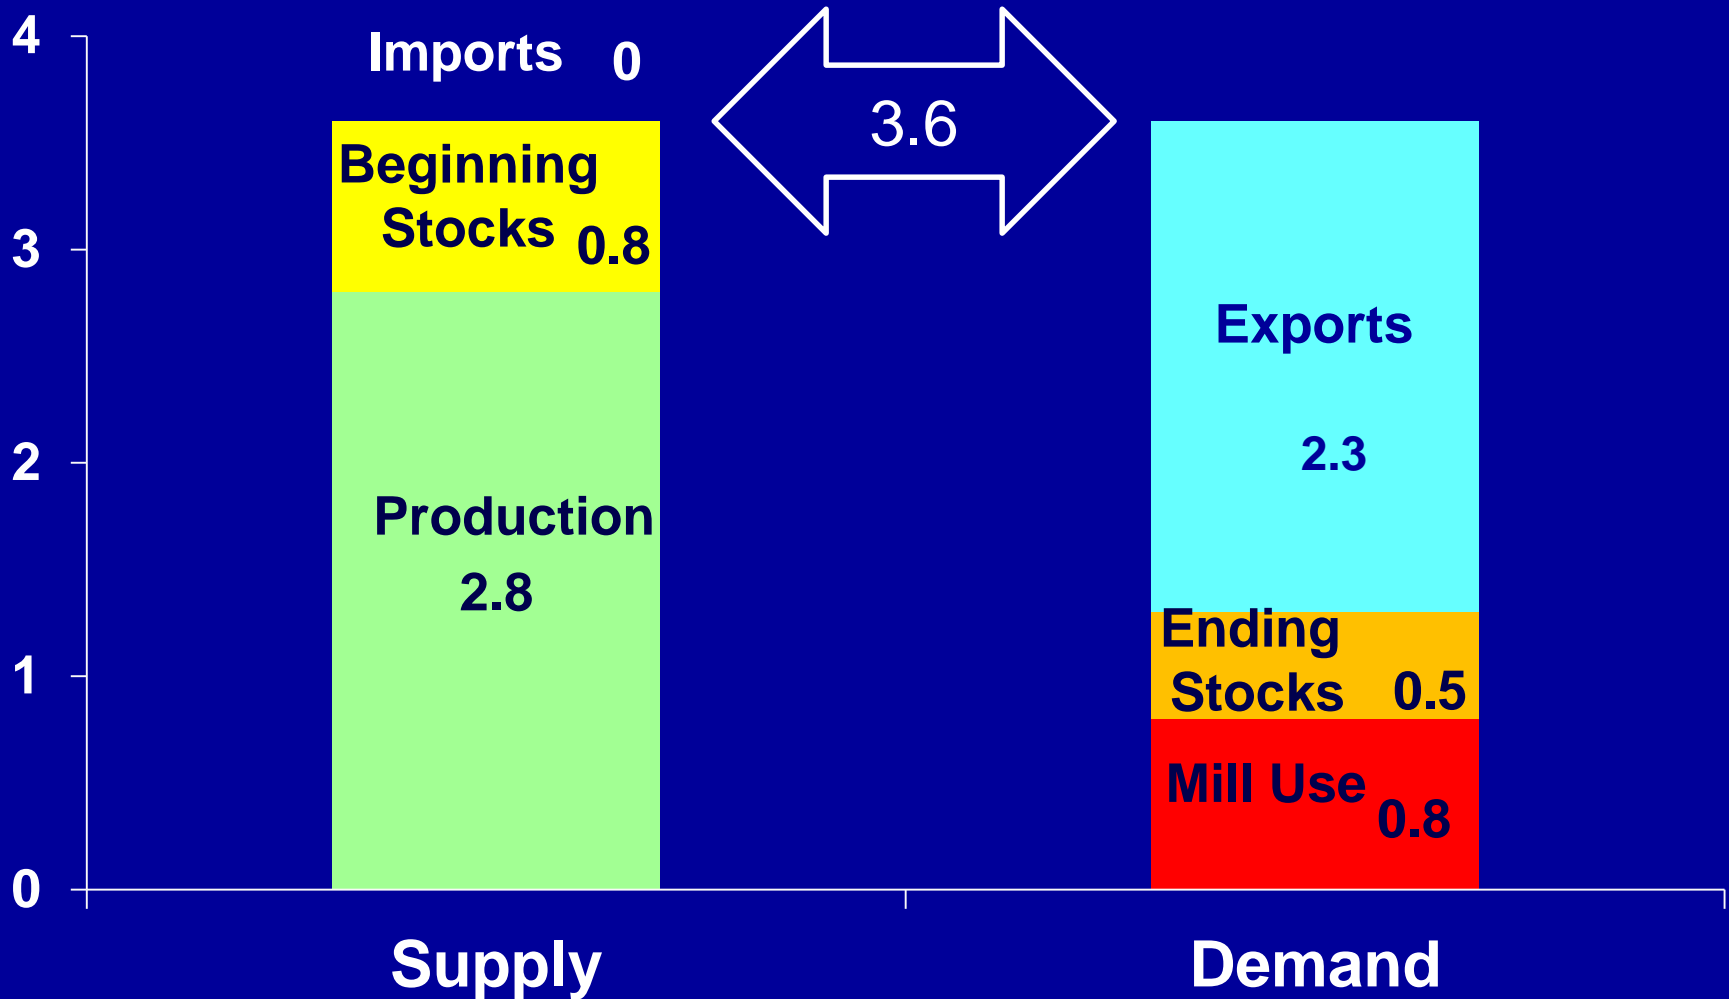 4
3
2
1
0
Imports 0
Beginning
Stocks 0.8
Production
2.8
3.6
Exports
2.3
Ending
Stocks 0.5
Mill Use 0.8
Supply
Demand